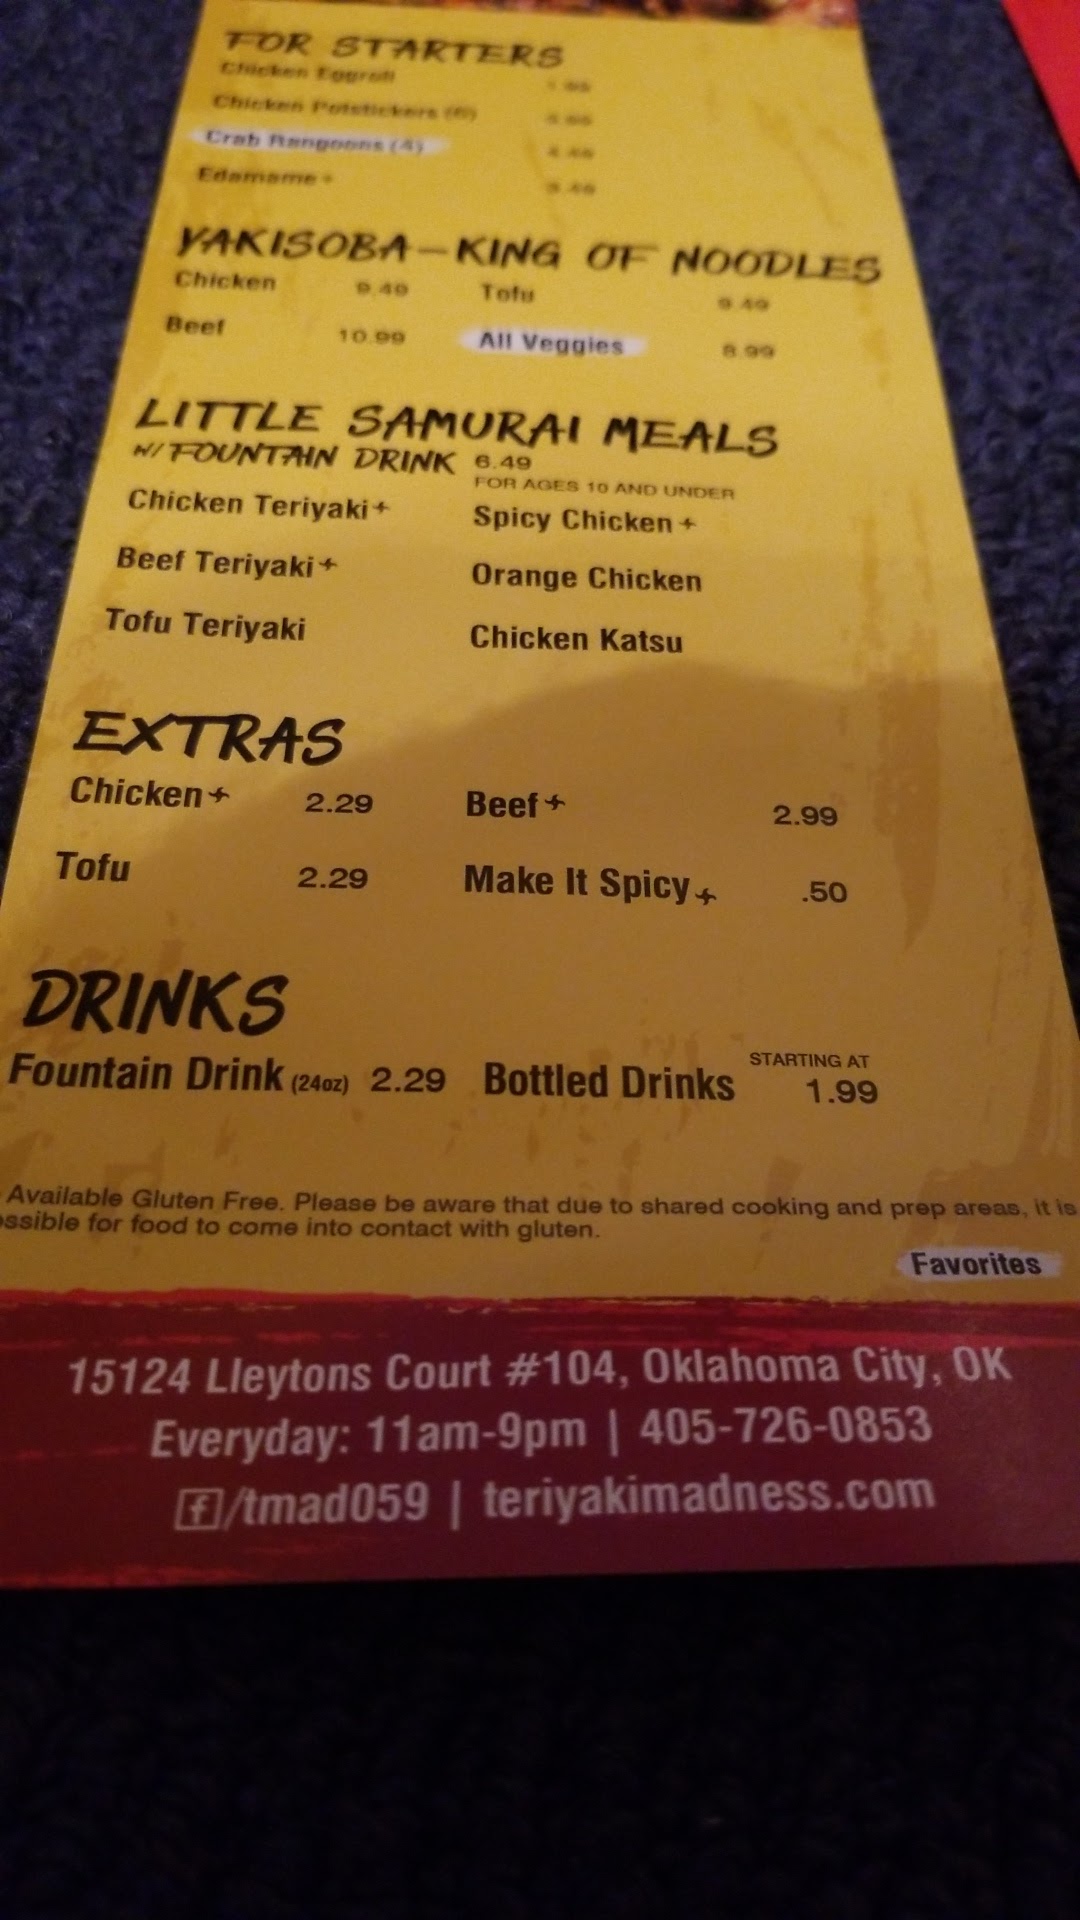 FOR STARTERS
Chicken Eggroll
Chicken Potstickers (6)
Crab Rangoons (4)
Edamame+
YAKISOBA—KING OF NOODLES
Chicken 9.49 Tofu 9.49
Beef 10.99 All Veggies 8.99
LITTLE SAMURAI MEALS
W/ FOUNTAIN DRINK 6.49
FOR AGES 10 AND UNDER
Chicken Teriyaki+ Spicy Chicken+
Beef Teriyaki+ Orange Chicken
Tofu Teriyaki Chicken Katsu
EXTRAS
Chicken+ 2.29 Beef+ 2.99
Tofu 2.29 Make It Spicy+ .50
DRINKS
Fountain Drink (24oz) 2.29 Bottled Drinks STARTING AT 1.99
Available Gluten Free. Please be aware that due to shared cooking and prep areas, it is
ossible for food to come into contact with gluten.
Favorites
15124 Lleytons Court #104, Oklahoma City, OK
Everyday: 11am-9pm | 405-726-0853
f/tmad059 | teriyakimadness.com